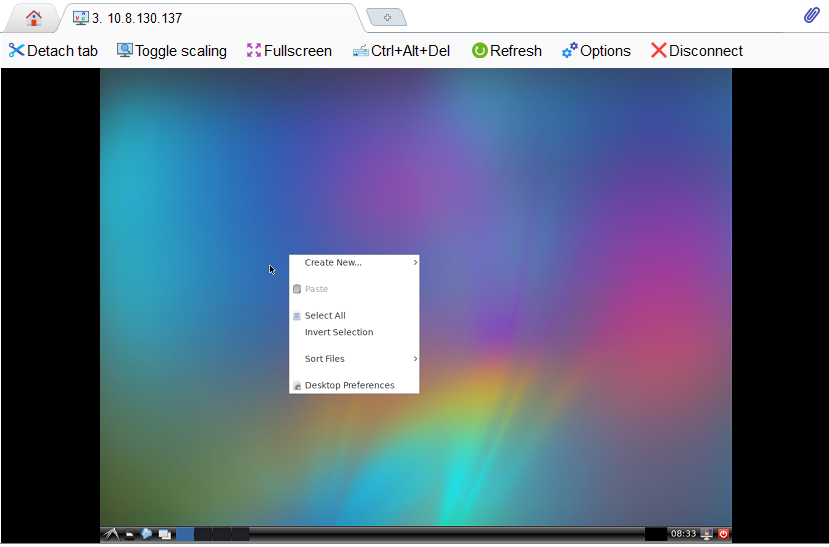 3. 10.8.130.137
Detach tab Toggle scaling Fullscreen Ctrl+Alt+Del Refresh Options Disconnect
Create New...
Paste
Select All
Invert Selection
Sort Files
Desktop Preferences
08:33